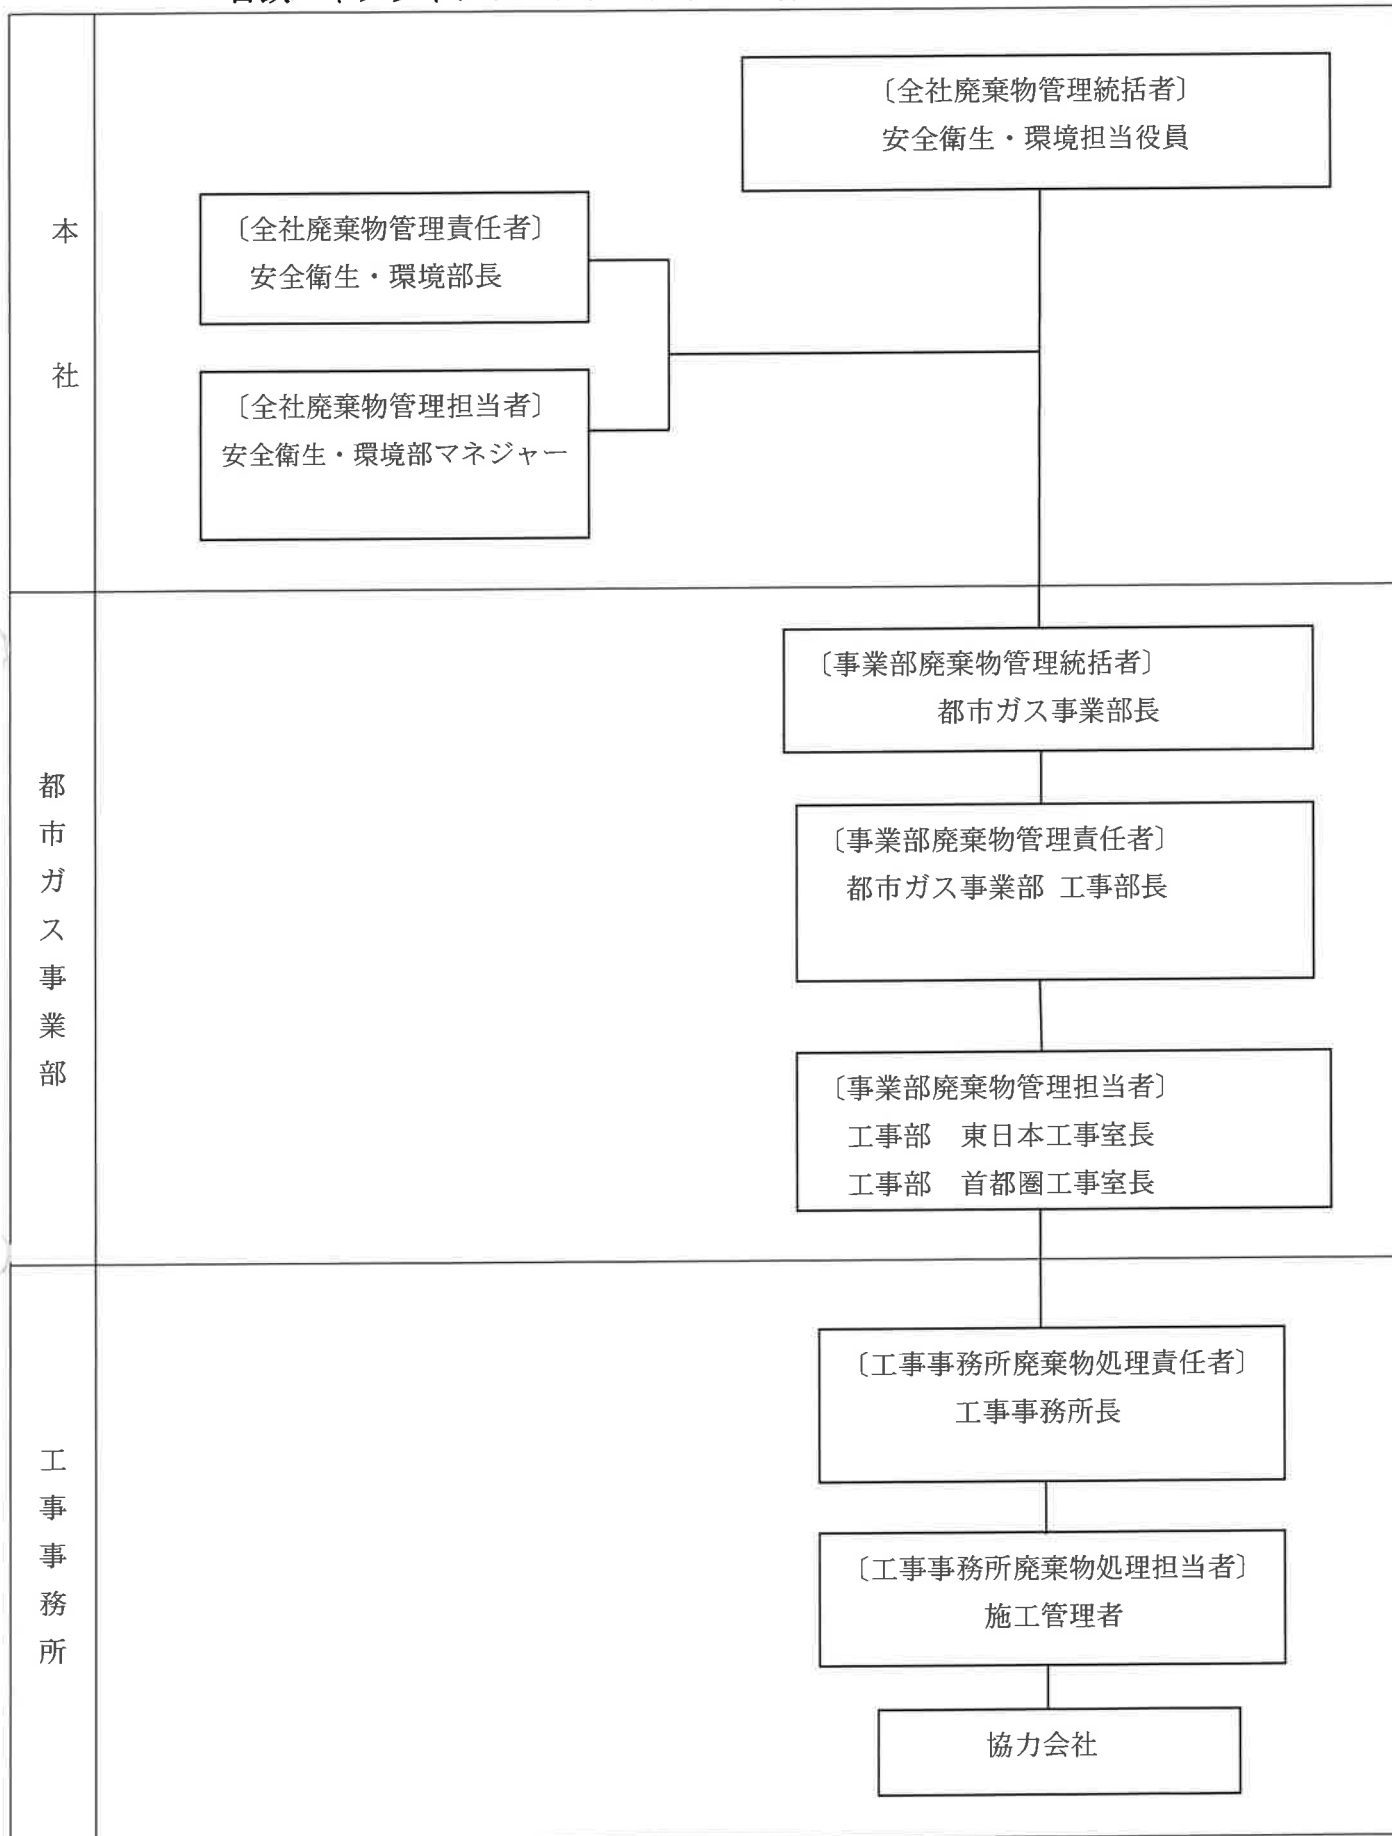 本社
〔全社廃棄物管理統括者〕
安全衛生・環境担当役員
〔全社廃棄物管理責任者〕
安全衛生・環境部長
〔全社廃棄物管理担当者〕
安全衛生・環境部マネジャー
都市ガス事業部
〔事業部廃棄物管理統括者〕
都市ガス事業部長
〔事業部廃棄物管理責任者〕
都市ガス事業部 工事部長
〔事業部廃棄物管理担当者〕
工事部　東日本工事室長
工事部　首都圏工事室長
工事事務所
〔工事事務所廃棄物処理責任者〕
工事事務所長
〔工事事務所廃棄物処理担当者〕
施工管理者
協力会社